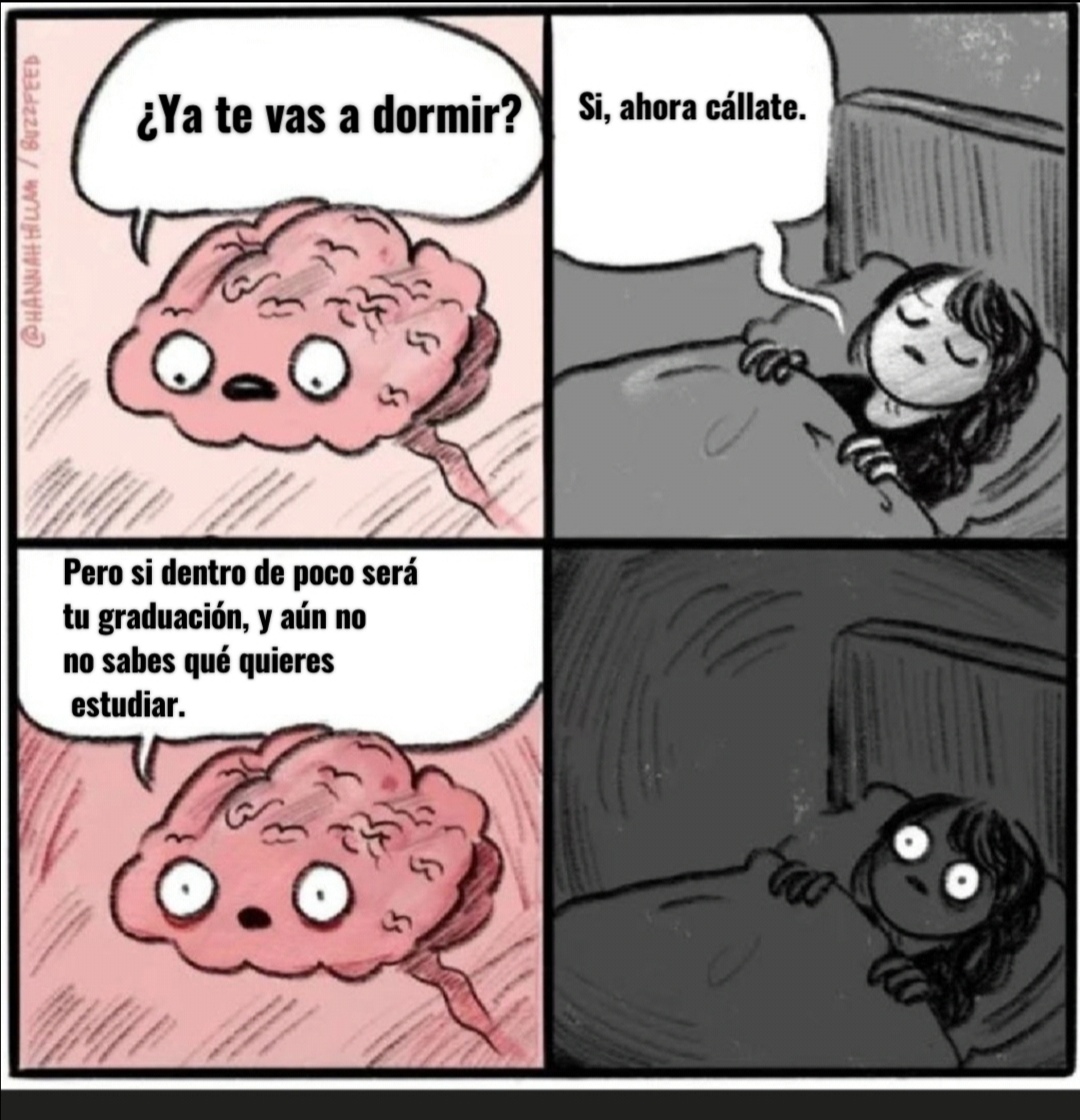 @HANNAHHILLAM / BUZZFEED
¿Ya te vas a dormir?
Si, ahora cállate.
Pero si dentro de poco será
tu graduación, y aún no
no sabes qué quieres
estudiar.